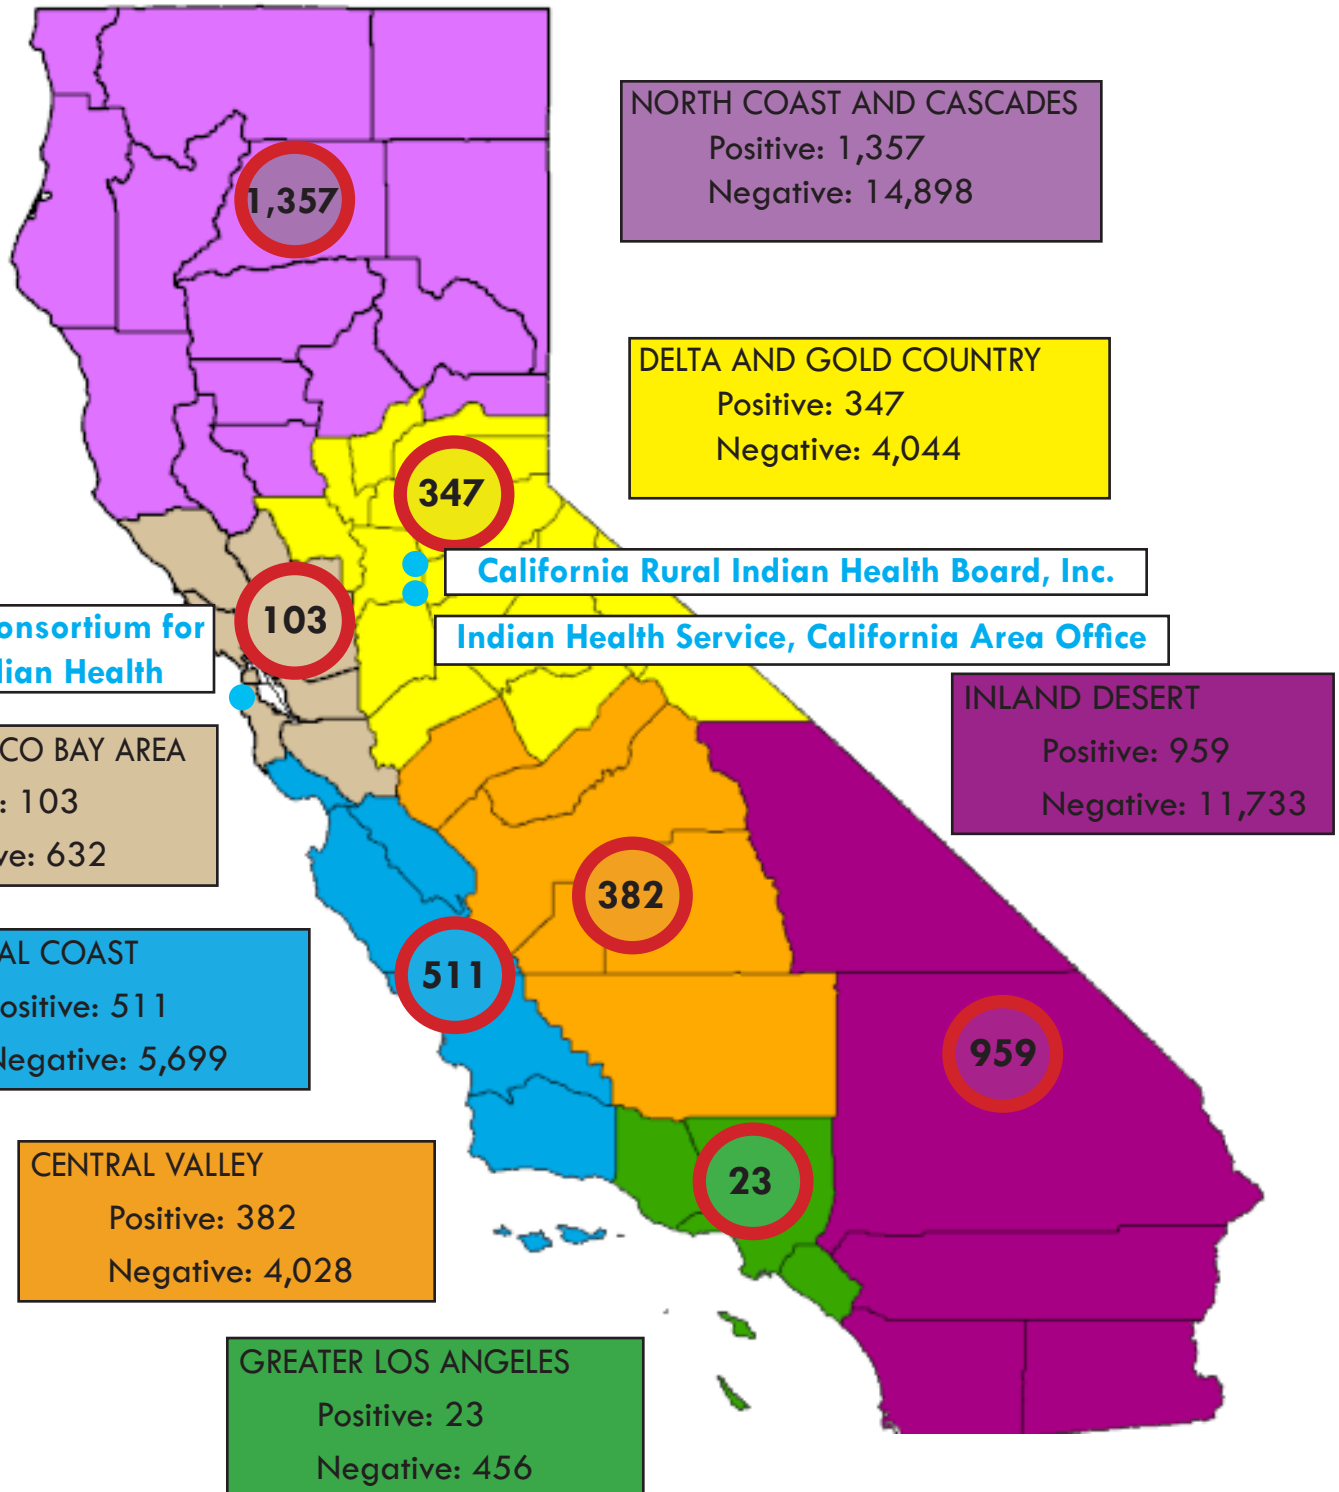 NORTH COAST AND CASCADES
Positive: 1,357
Negative: 14,898
1,357
DELTA AND GOLD COUNTRY
Positive: 347
Negative: 4,044
347
California Rural Indian Health Board, Inc.
103
onsortium for
dian Health
Indian Health Service, California Area Office
INLAND DESERT
Positive: 959
Negative: 11,733
CO BAY AREA
: 103
ve: 632
382
AL COAST
ositive: 511
Negative: 5,699
511
959
CENTRAL VALLEY
Positive: 382
Negative: 4,028
23
GREATER LOS ANGELES
Positive: 23
Negative: 456